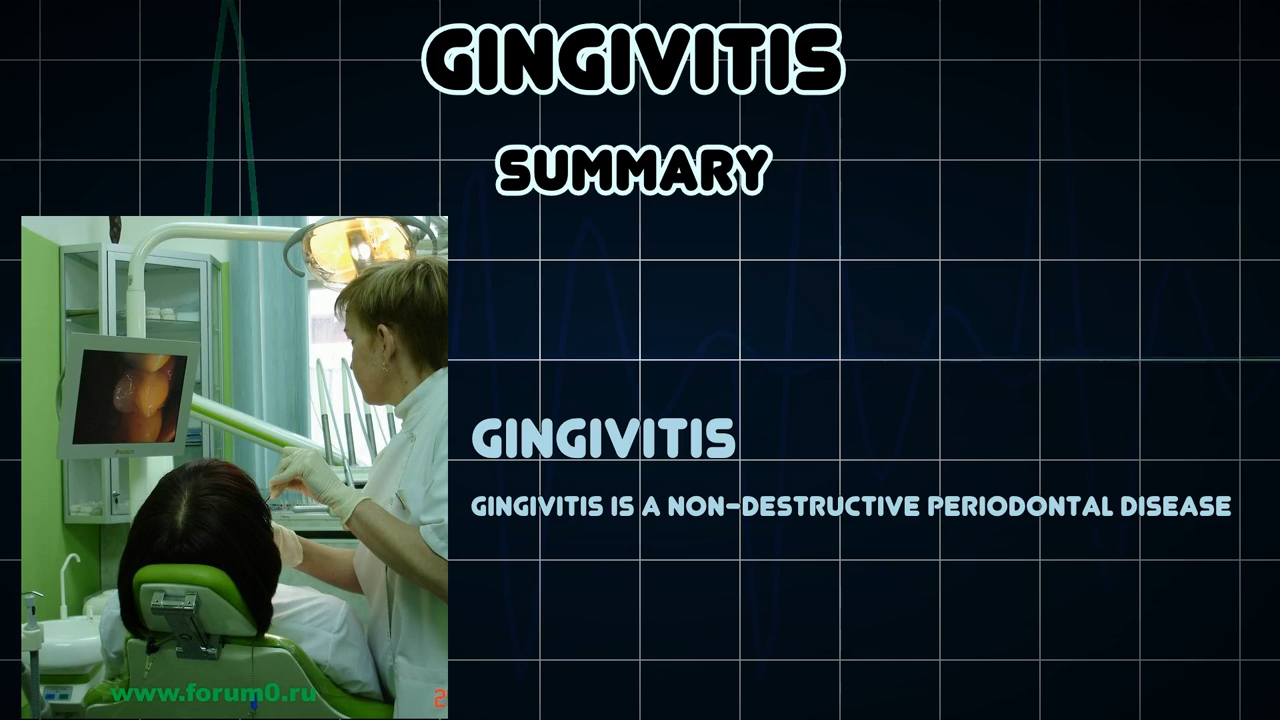 GINGIVITIS
SUMMARY
GINGIVITIS
GINGIVITIS IS A NON-DESTRUCTIVE PERIODONTAL DISEASE
www.forum0.ru